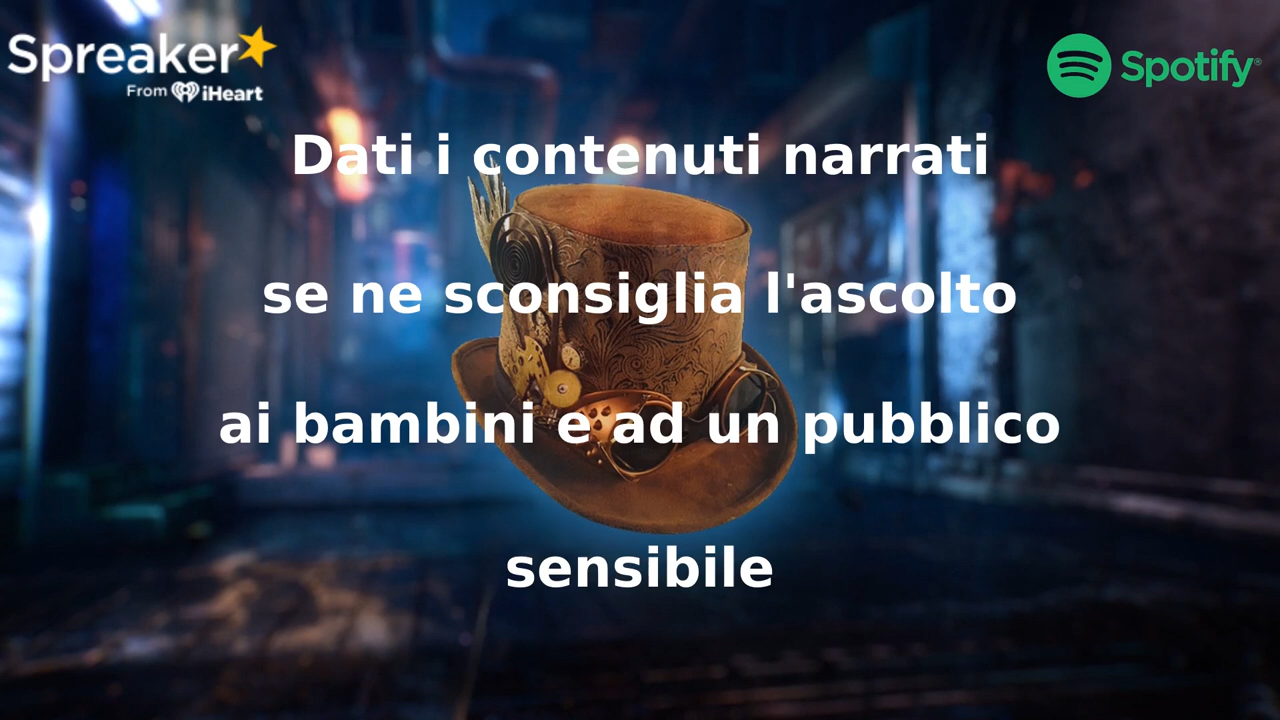 Spreaker
From iHeart
Spotify®
Dati i contenuti narrati
se ne sconsiglia l'ascolto
ai bambini e ad un pubblico
sensibile